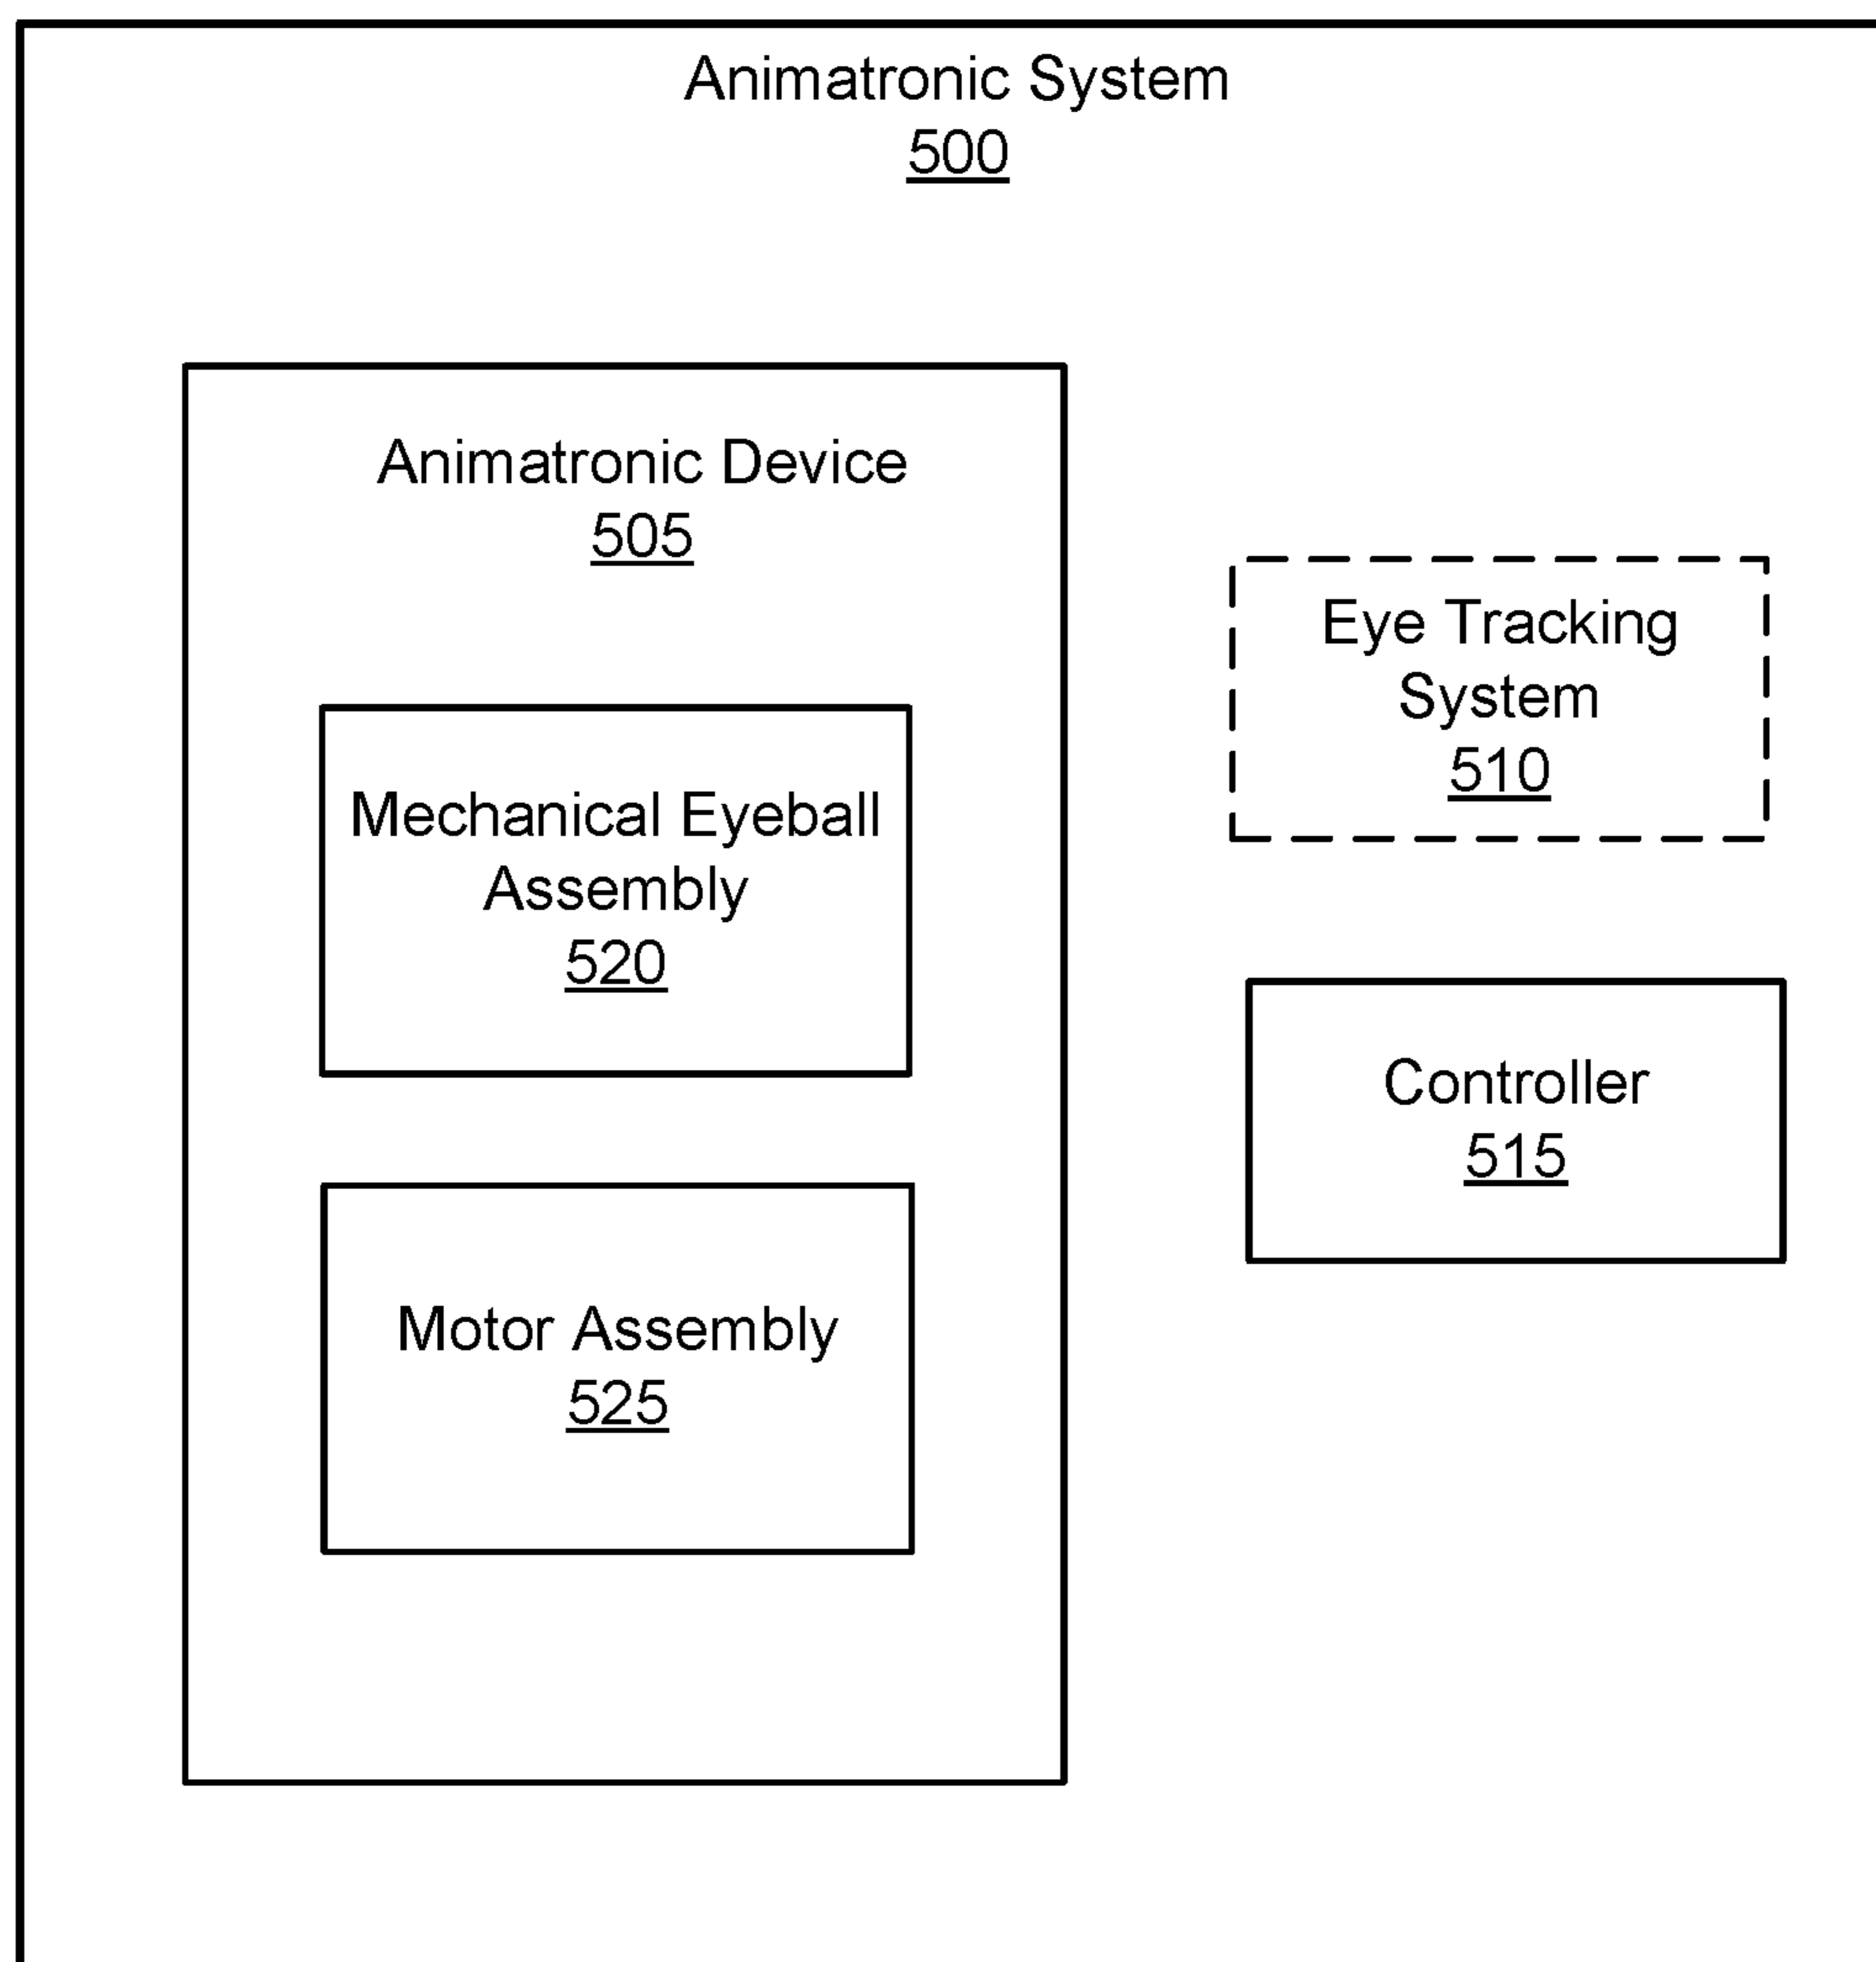 Animatronic System
500
Animatronic Device
505
Mechanical Eyeball
Assembly
520
Motor Assembly
525
Eye Tracking
System
510
Controller
515